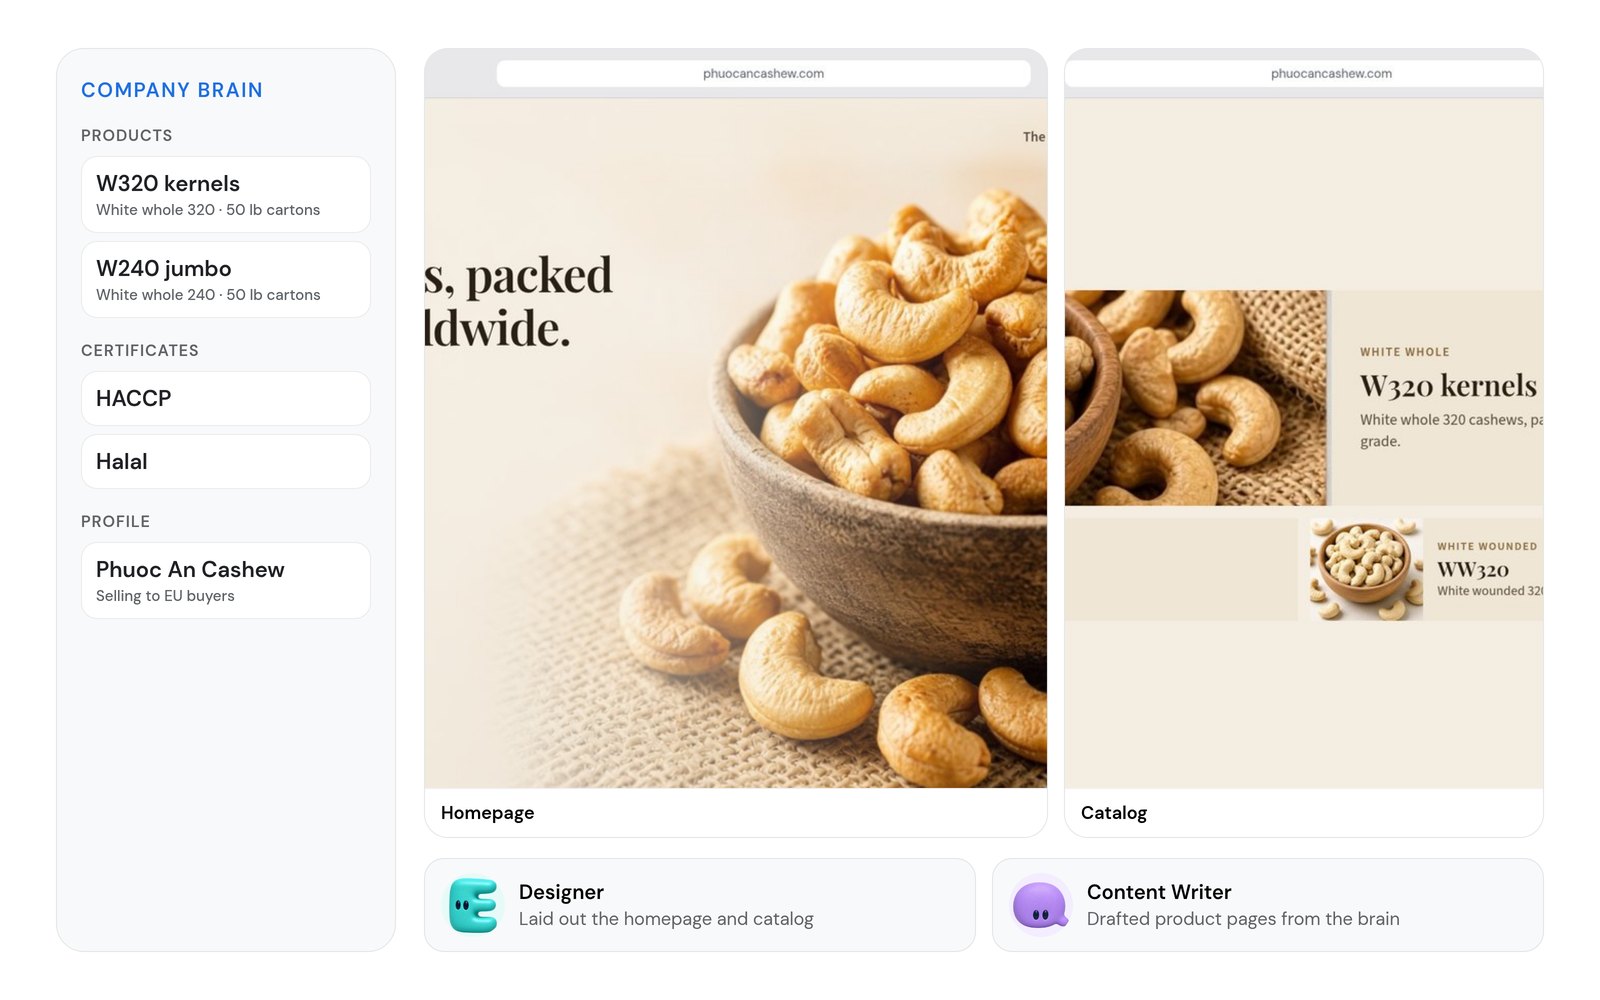 COMPANY BRAIN
PRODUCTS
W320 kernels
White whole 320 · 50 lb cartons
W240 jumbo
White whole 240 · 50 lb cartons
CERTIFICATES
HACCP
Halal
PROFILE
Phuoc An Cashew
Selling to EU buyers
phuocancashew.com
The
s, packed
ldwide.
Homepage
phuocancashew.com
WHITE WHOLE
W320 kernels
White whole 320 cashews, pa
grade.
WHITE WOUNDED
WW320
White wounded 320
Catalog
Designer
Laid out the homepage and catalog
Content Writer
Drafted product pages from the brain